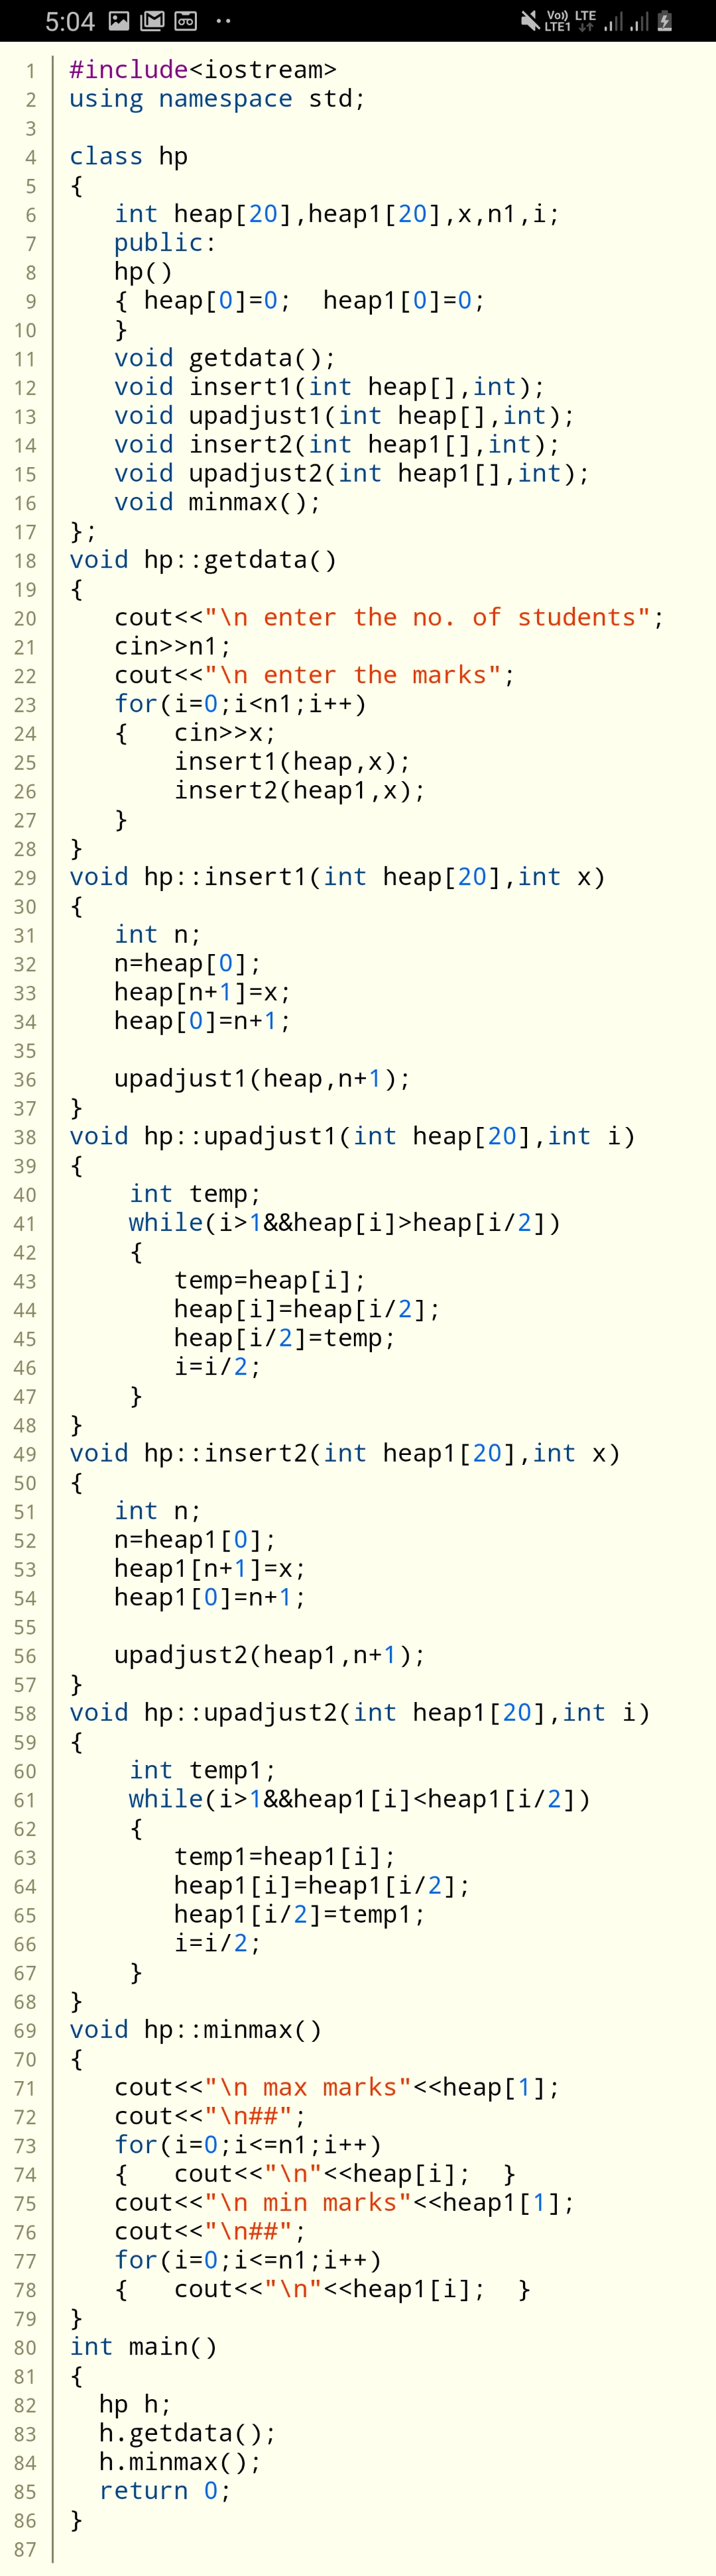 5:04
Vo) LTE
LTE1
1 #include<iostream>
2 using namespace std;
3
4 class hp
5 {
6    int heap[20],heap1[20],x,n1,i;
7    public:
8    hp()
9    { heap[0]=0;  heap1[0]=0;
10    }
11    void getdata();
12    void insert1(int heap[],int);
13    void upadjust1(int heap[],int);
14    void insert2(int heap1[],int);
15    void upadjust2(int heap1[],int);
16    void minmax();
17 };
18 void hp::getdata()
19 {
20    cout<<"\n enter the no. of students";
21    cin>>n1;
22    cout<<"\n enter the marks";
23    for(i=0;i<n1;i++)
24    {   cin>>x;
25        insert1(heap,x);
26        insert2(heap1,x);
27    }
28 }
29 void hp::insert1(int heap[20],int x)
30 {
31    int n;
32    n=heap[0];
33    heap[n+1]=x;
34    heap[0]=n+1;
35
36    upadjust1(heap,n+1);
37 }
38 void hp::upadjust1(int heap[20],int i)
39 {
40     int temp;
41     while(i>1&&heap[i]>heap[i/2])
42     {
43        temp=heap[i];
44        heap[i]=heap[i/2];
45        heap[i/2]=temp;
46        i=i/2;
47     }
48 }
49 void hp::insert2(int heap1[20],int x)
50 {
51    int n;
52    n=heap1[0];
53    heap1[n+1]=x;
54    heap1[0]=n+1;
55
56    upadjust2(heap1,n+1);
57 }
58 void hp::upadjust2(int heap1[20],int i)
59 {
60     int temp1;
61     while(i>1&&heap1[i]<heap1[i/2])
62     {
63        temp1=heap1[i];
64        heap1[i]=heap1[i/2];
65        heap1[i/2]=temp1;
66        i=i/2;
67     }
68 }
69 void hp::minmax()
70 {
71    cout<<"\n max marks"<<heap[1];
72    cout<<"\n##";
73    for(i=0;i<=n1;i++)
74    {   cout<<"\n"<<heap[i];  }
75    cout<<"\n min marks"<<heap1[1];
76    cout<<"\n##";
77    for(i=0;i<=n1;i++)
78    {   cout<<"\n"<<heap1[i];  }
79 }
80 int main()
81 {
82   hp h;
83   h.getdata();
84   h.minmax();
85   return 0;
86 }
87